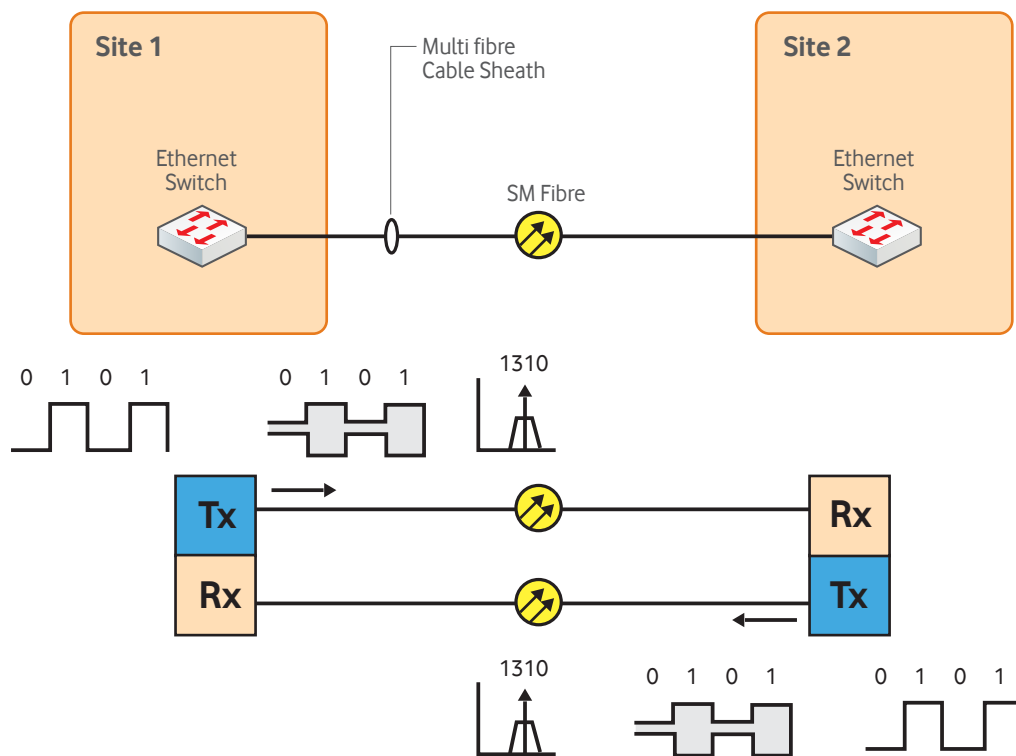 Site 1
Multi fibre
Cable Sheath
Site 2
Ethernet
Switch
SM Fibre
Ethernet
Switch
0 1 0 1
0 1 0 1
1310
Tx
Rx
Rx
Tx
1310
0 1 0 1
0 1 0 1